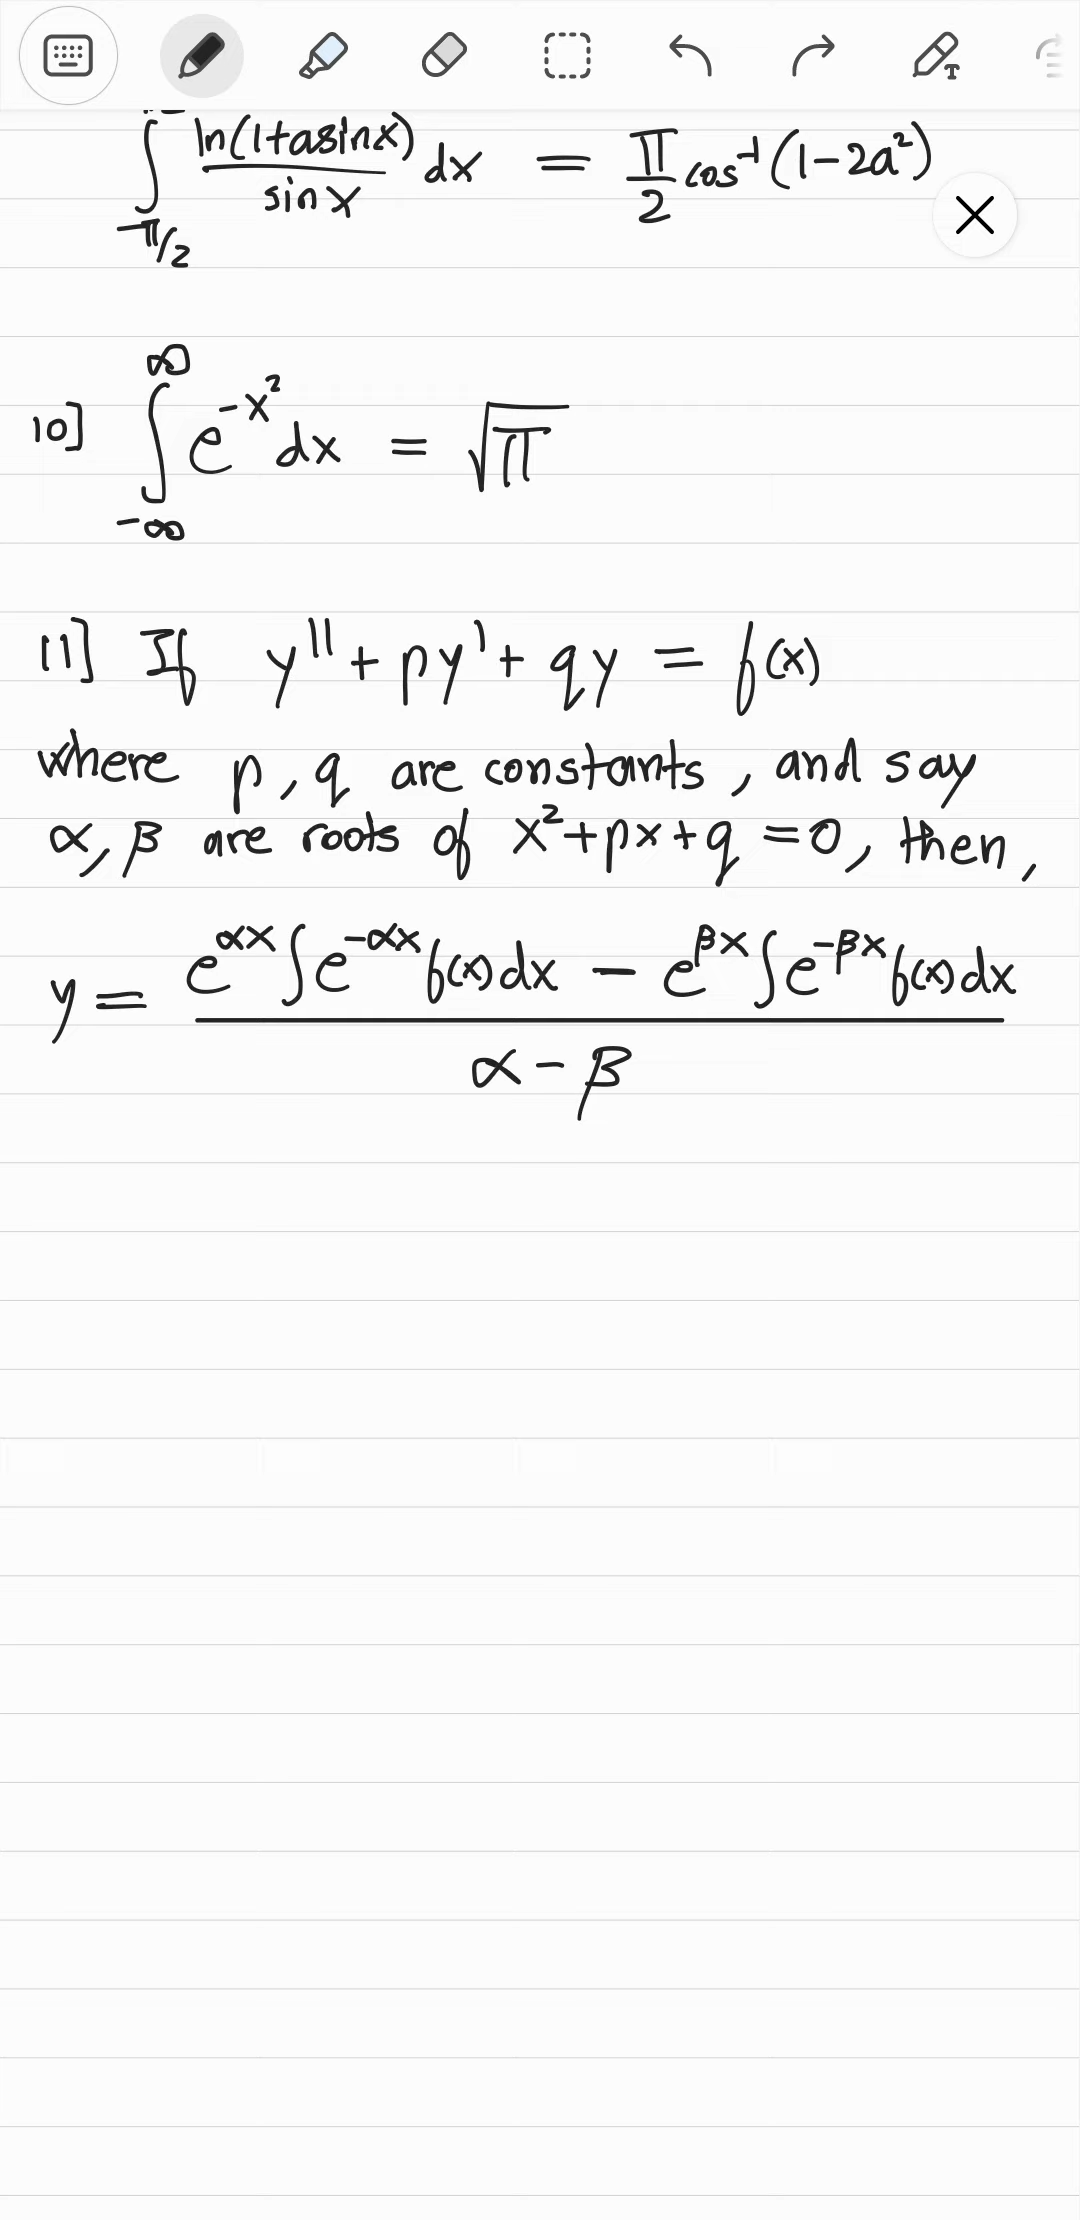 ∫_{-π/2} ln(1+asinx)/sinx dx = π/2 cos⁻¹(1-2a²)
10] ∫_{-∞}^{∞} e^{-x²} dx = √π
11] If y'' + py' + qy = f(x)
where p, q are constants, and say
α, β are roots of x²+px+q=0, then,
y = (e^{αx}∫e^{-αx}f(x)dx - e^{βx}∫e^{-βx}f(x)dx)/(α-β)